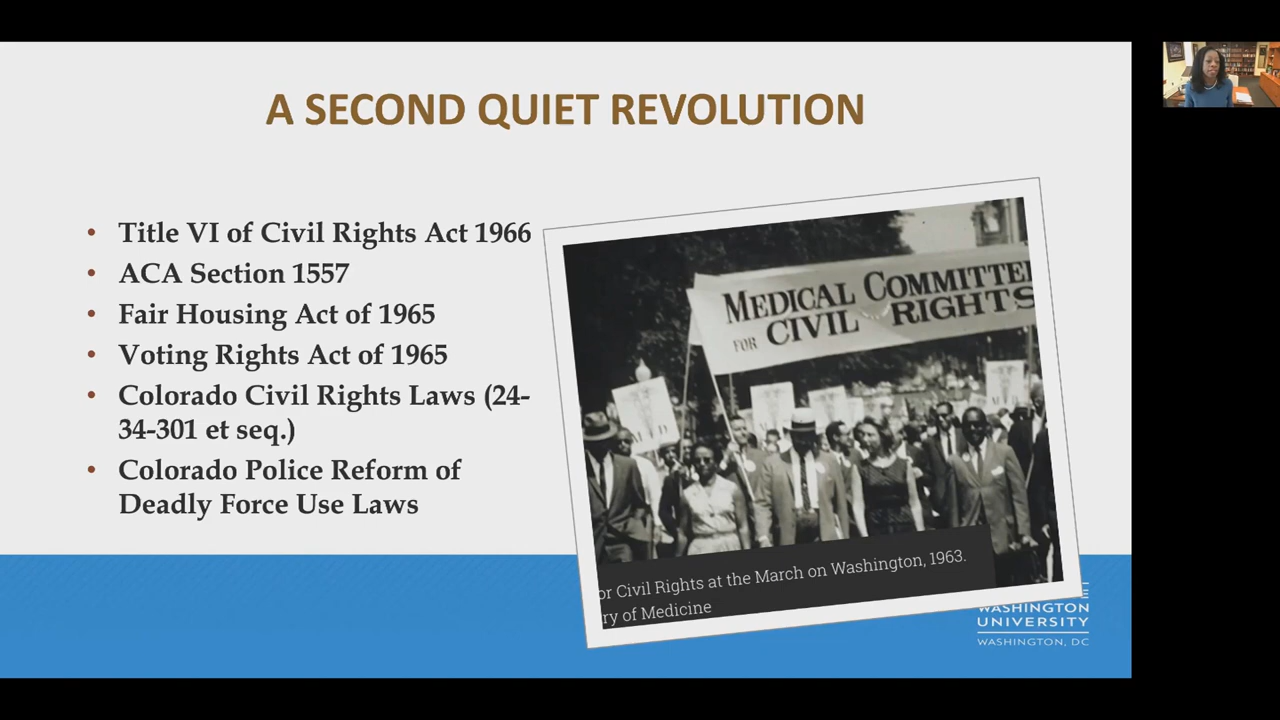 A SECOND QUIET REVOLUTION
• Title VI of Civil Rights Act 1966
• ACA Section 1557
• Fair Housing Act of 1965
• Voting Rights Act of 1965
• Colorado Civil Rights Laws (24-
34-301 et seq.)
• Colorado Police Reform of
Deadly Force Use Laws
MEDICAL COMMITTEE
FOR CIVIL RIGHTS
or Civil Rights at the March on Washington, 1963.
ry of Medicine
WASHINGTON
UNIVERSITY
WASHINGTON, DC